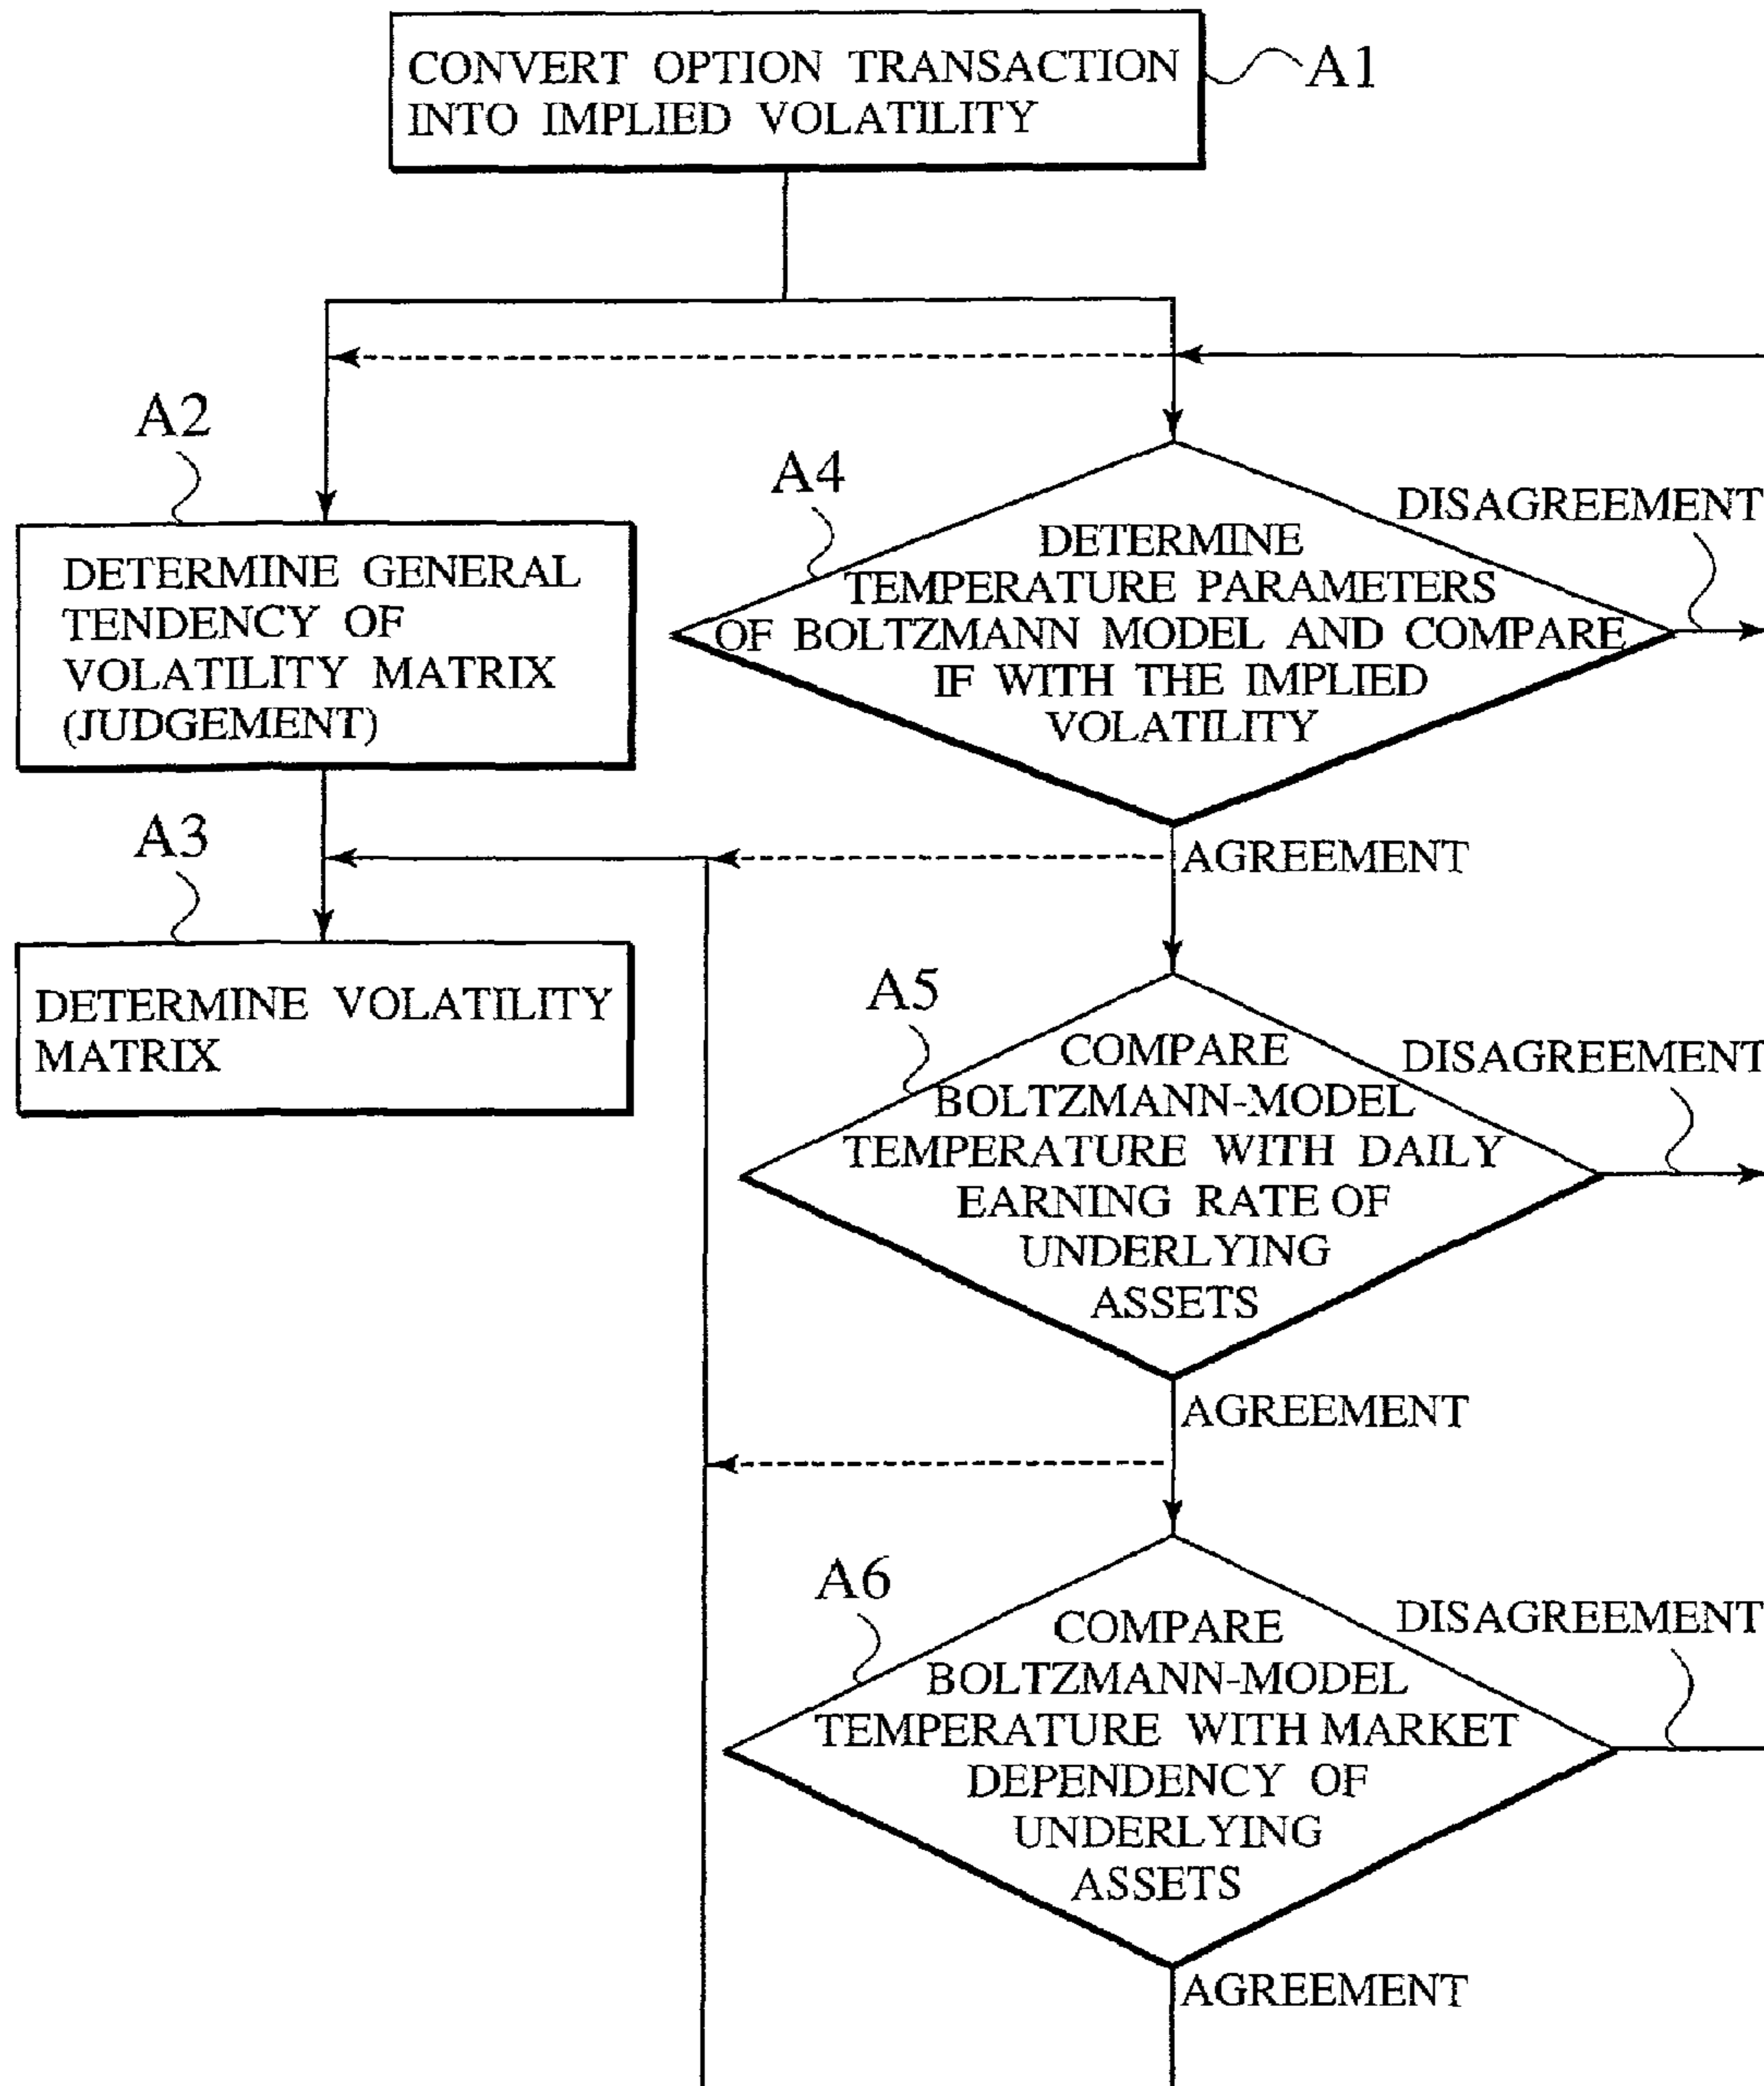 CONVERT OPTION TRANSACTION
INTO IMPLIED VOLATILITY
A1
A2
DETERMINE GENERAL
TENDENCY OF
VOLATILITY MATRIX
(JUDGEMENT)
A3
DETERMINE VOLATILITY
MATRIX
A4
DETERMINE
TEMPERATURE PARAMETERS
OF BOLTZMANN MODEL AND COMPARE
IF WITH THE IMPLIED
VOLATILITY
DISAGREEMENT
AGREEMENT
A5
COMPARE
BOLTZMANN-MODEL
TEMPERATURE WITH DAILY
EARNING RATE OF
UNDERLYING
ASSETS
DISAGREEMENT
AGREEMENT
A6
COMPARE
BOLTZMANN-MODEL
TEMPERATURE WITH MARKET
DEPENDENCY OF
UNDERLYING
ASSETS
DISAGREEMENT
AGREEMENT